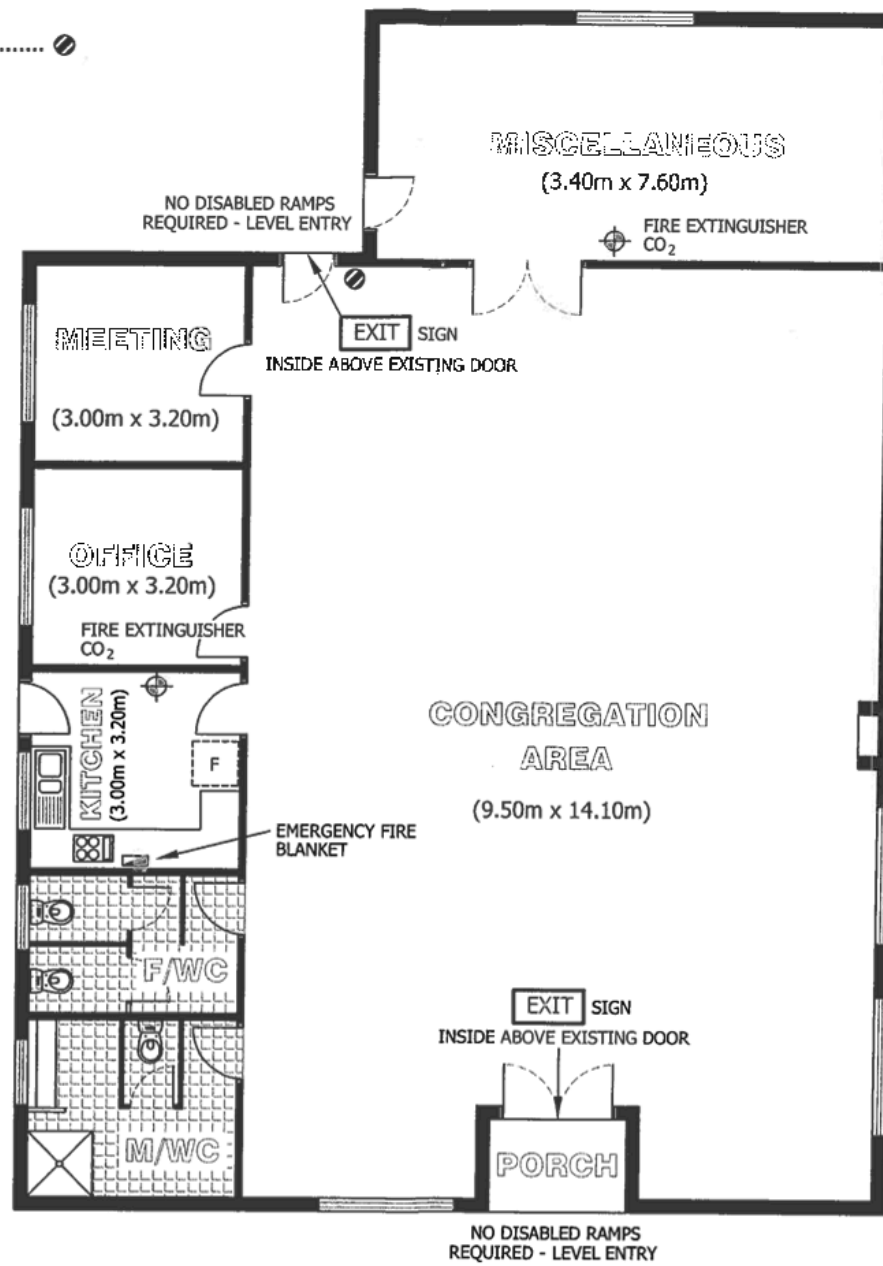 .......
MISCELLANEOUS
(3.40m x 7.60m)
NO DISABLED RAMPS
REQUIRED - LEVEL ENTRY
FIRE EXTINGUISHER
CO₂
EXIT SIGN
INSIDE ABOVE EXISTING DOOR
MEETING
(3.00m x 3.20m)
OFFICE
(3.00m x 3.20m)
FIRE EXTINGUISHER
CO₂
KITCHEN
(3.00m x 3.20m)
F
CONGREGATION
AREA
(9.50m x 14.10m)
EMERGENCY FIRE
BLANKET
F/WC
EXIT SIGN
INSIDE ABOVE EXISTING DOOR
M/WC
PORCH
NO DISABLED RAMPS
REQUIRED - LEVEL ENTRY